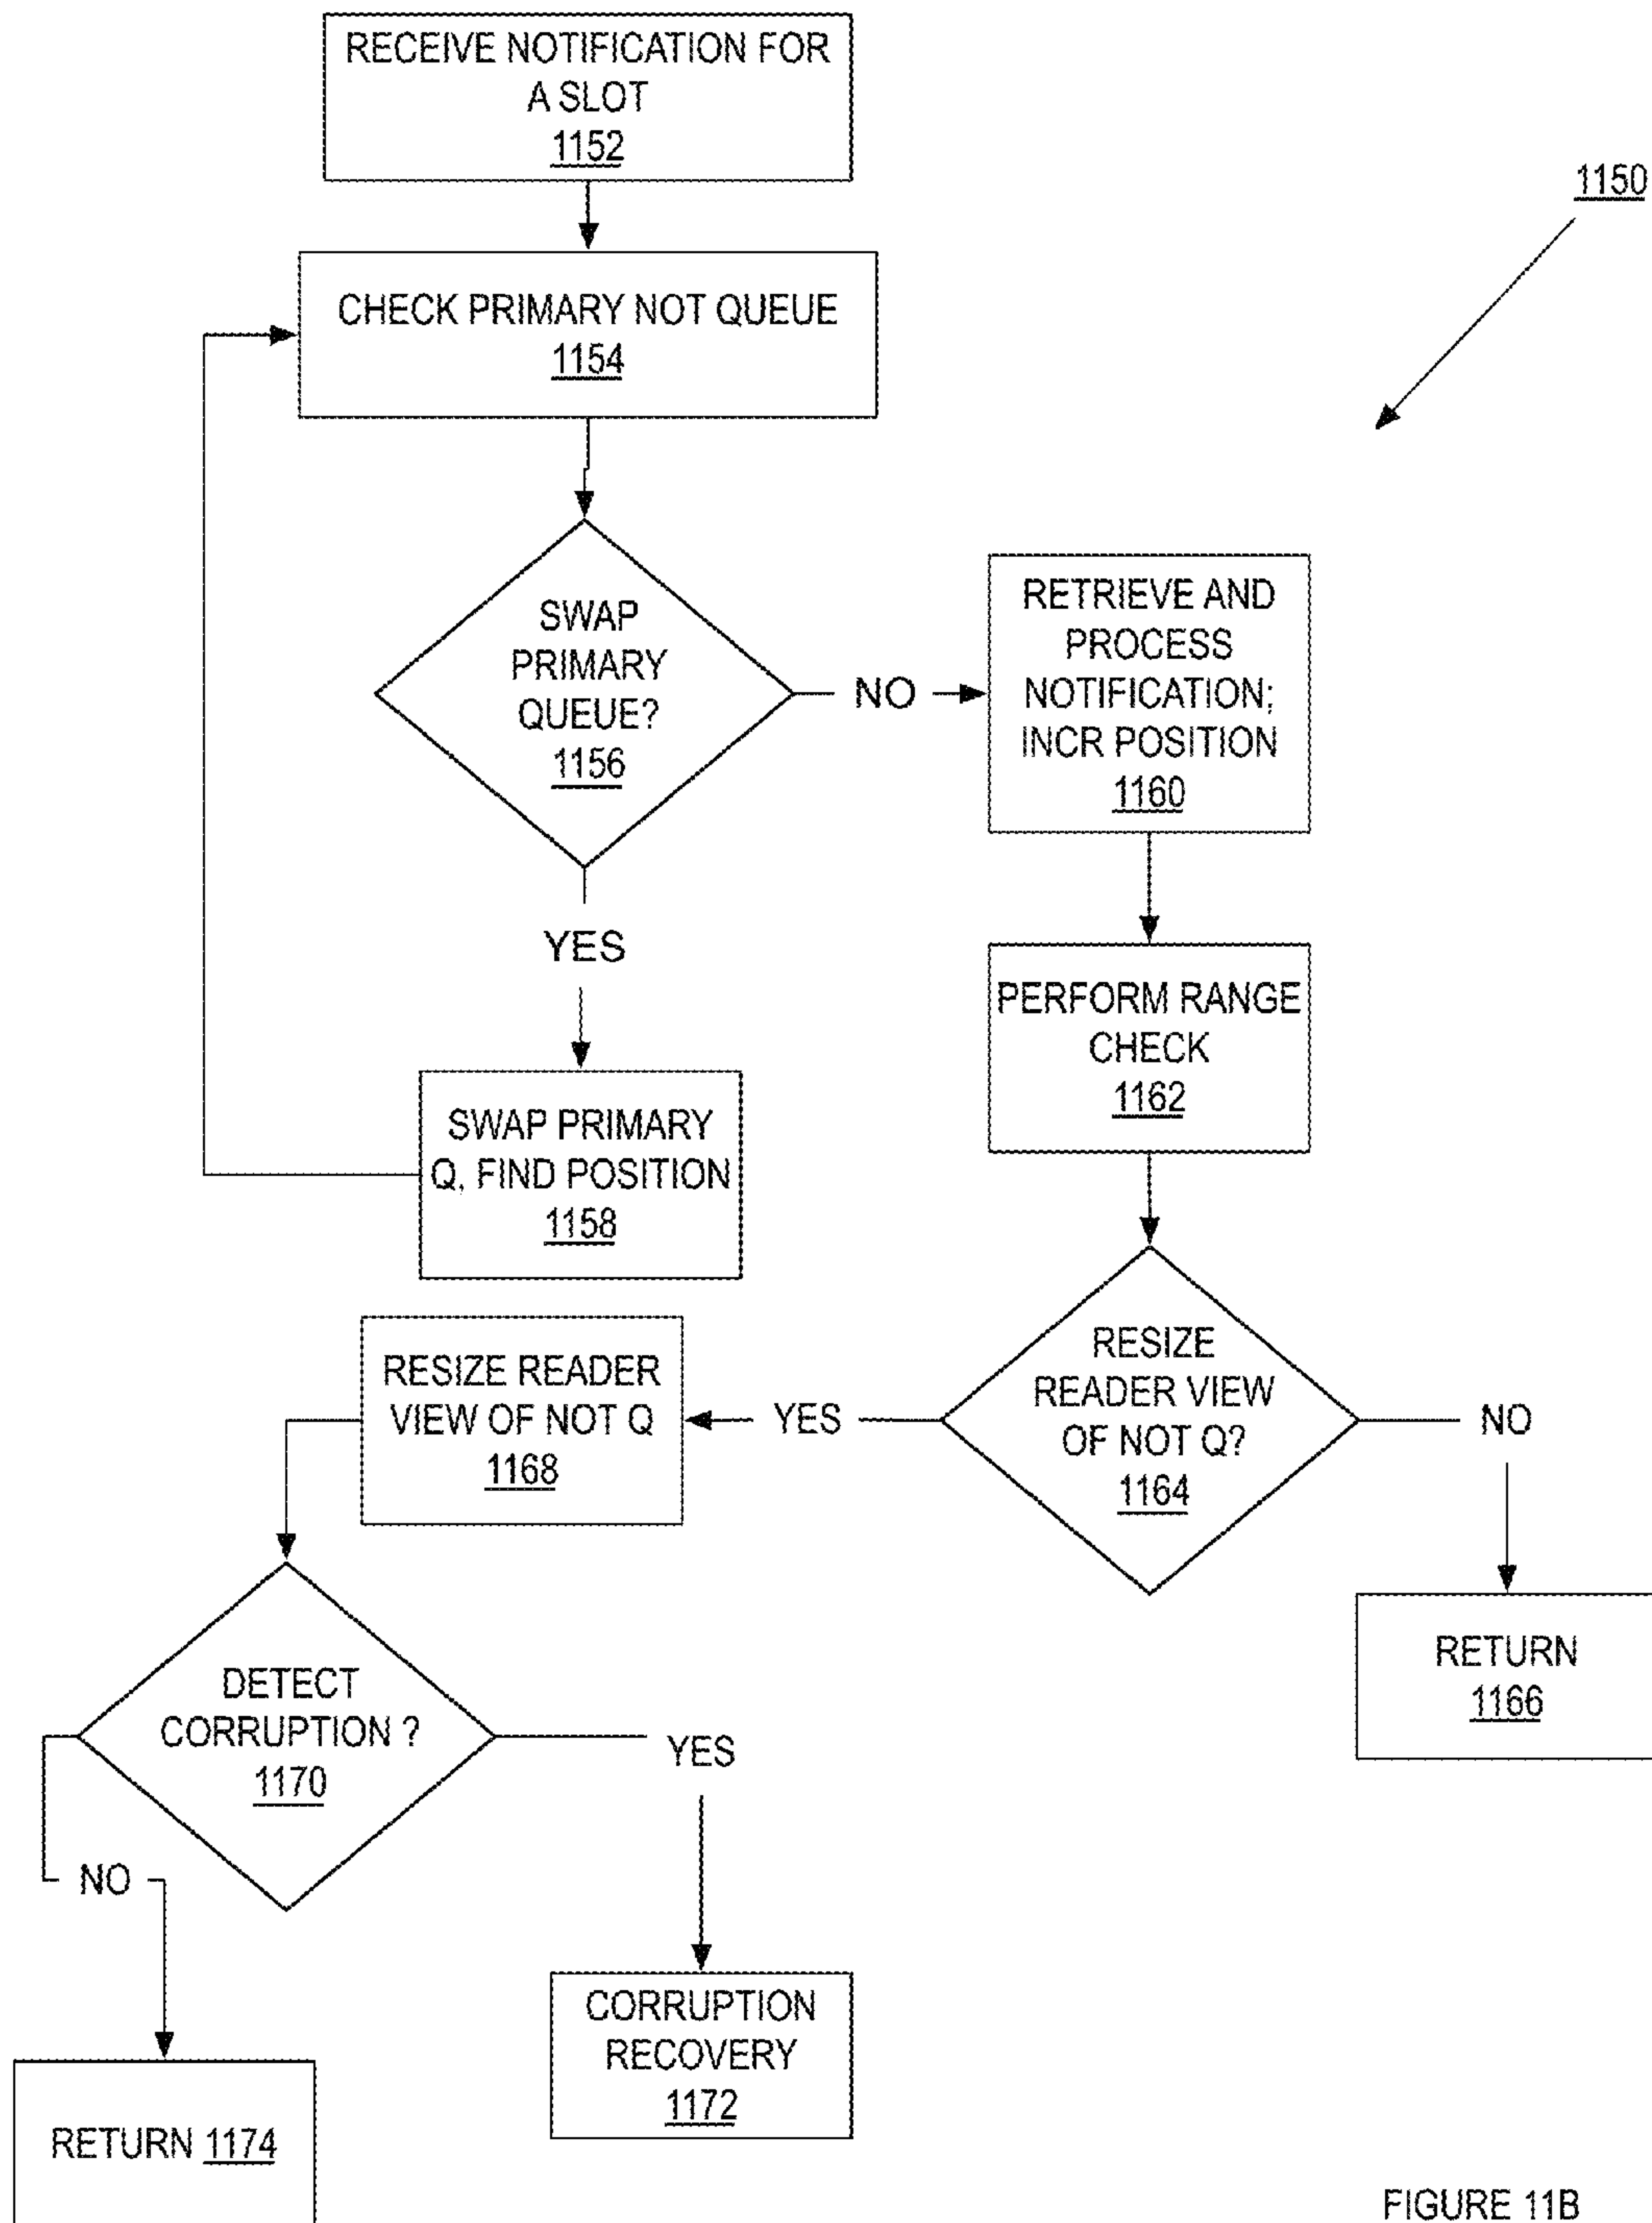 RECEIVE NOTIFICATION FOR
A SLOT
1152
1150
CHECK PRIMARY NOT QUEUE
1154
SWAP
PRIMARY
QUEUE?
1156
NO
RETRIEVE AND
PROCESS
NOTIFICATION;
INCR POSITION
1160
YES
PERFORM RANGE
CHECK
1162
SWAP PRIMARY
Q, FIND POSITION
1158
RESIZE
READER VIEW
OF NOT Q?
1164
YES
NO
RESIZE READER
VIEW OF NOT Q
1168
RETURN
1166
DETECT
CORRUPTION ?
1170
YES
NO
CORRUPTION
RECOVERY
1172
RETURN 1174
FIGURE 11B